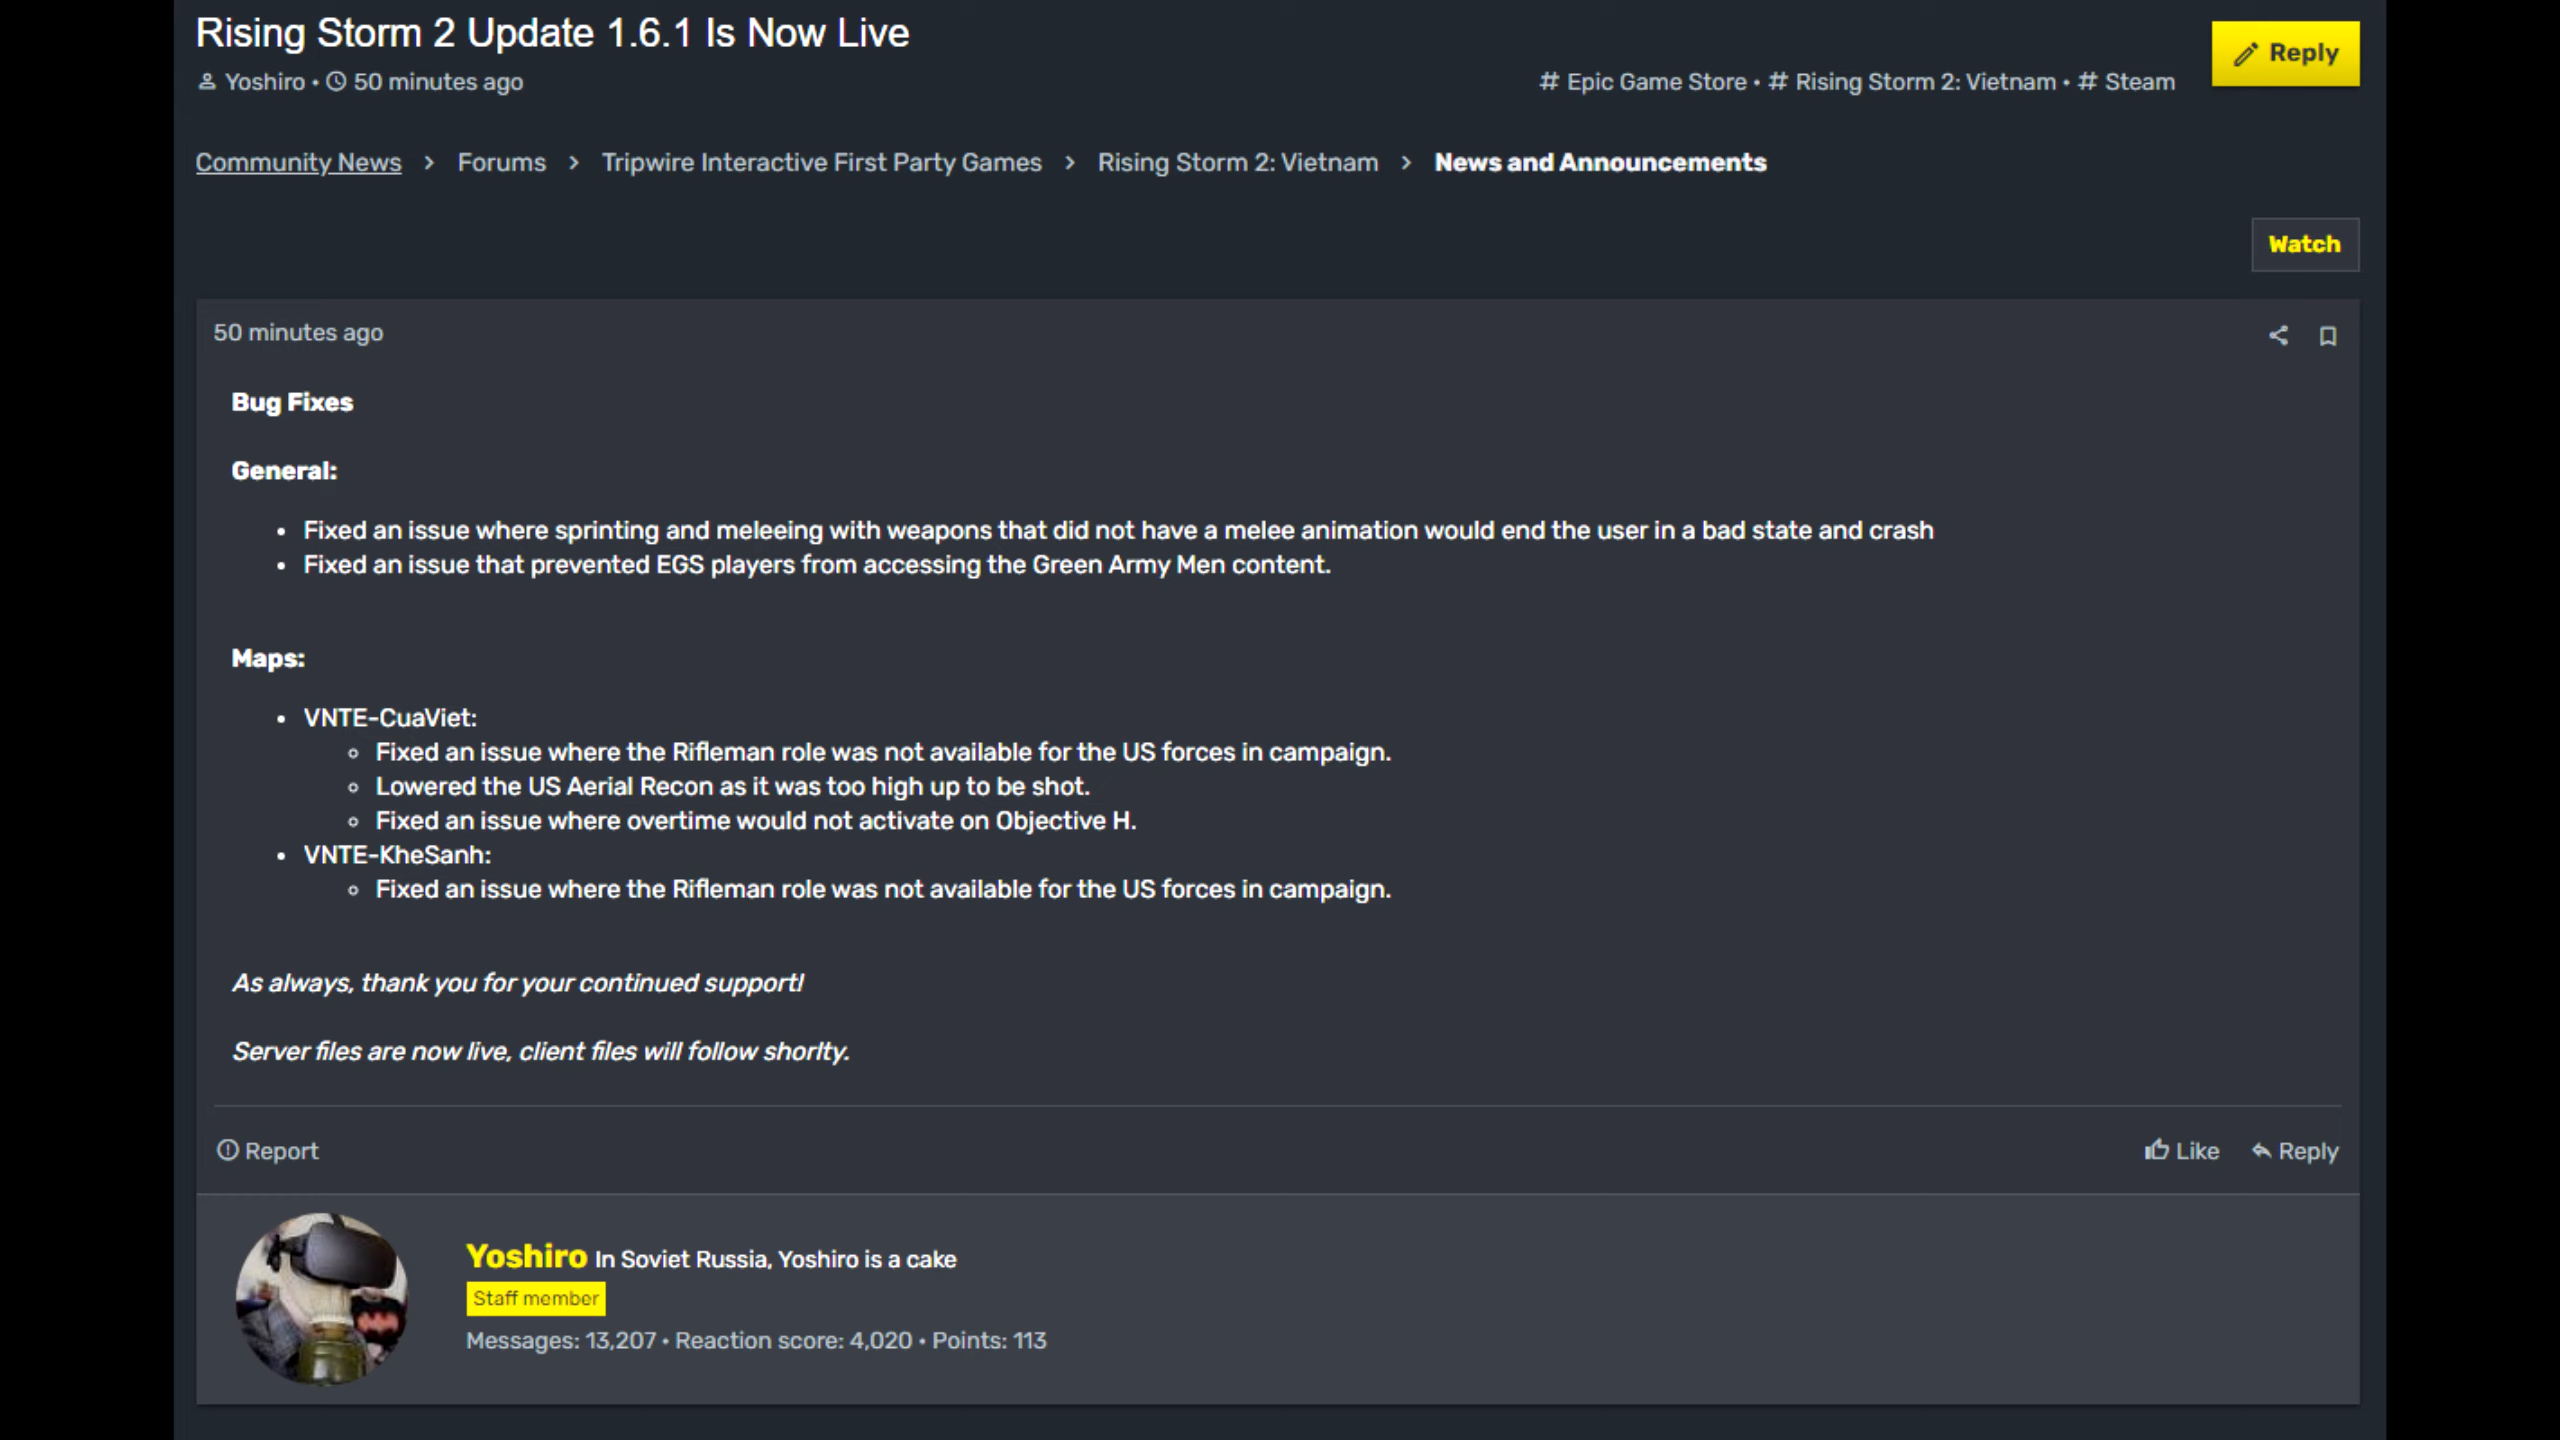 Rising Storm 2 Update 1.6.1 Is Now Live
Reply
Yoshiro • 50 minutes ago
# Epic Game Store • # Rising Storm 2: Vietnam • # Steam
Community News > Forums > Tripwire Interactive First Party Games > Rising Storm 2: Vietnam > News and Announcements
Watch
50 minutes ago
Bug Fixes
General:
• Fixed an issue where sprinting and meleeing with weapons that did not have a melee animation would end the user in a bad state and crash
• Fixed an issue that prevented EGS players from accessing the Green Army Men content.
Maps:
• VNTE-CuaViet:
◦ Fixed an issue where the Rifleman role was not available for the US forces in campaign.
◦ Lowered the US Aerial Recon as it was too high up to be shot.
◦ Fixed an issue where overtime would not activate on Objective H.
• VNTE-KheSanh:
◦ Fixed an issue where the Rifleman role was not available for the US forces in campaign.
As always, thank you for your continued support!
Server files are now live, client files will follow shorlty.
Report
Like
Reply
Yoshiro In Soviet Russia, Yoshiro is a cake
Staff member
Messages: 13,207 • Reaction score: 4,020 • Points: 113